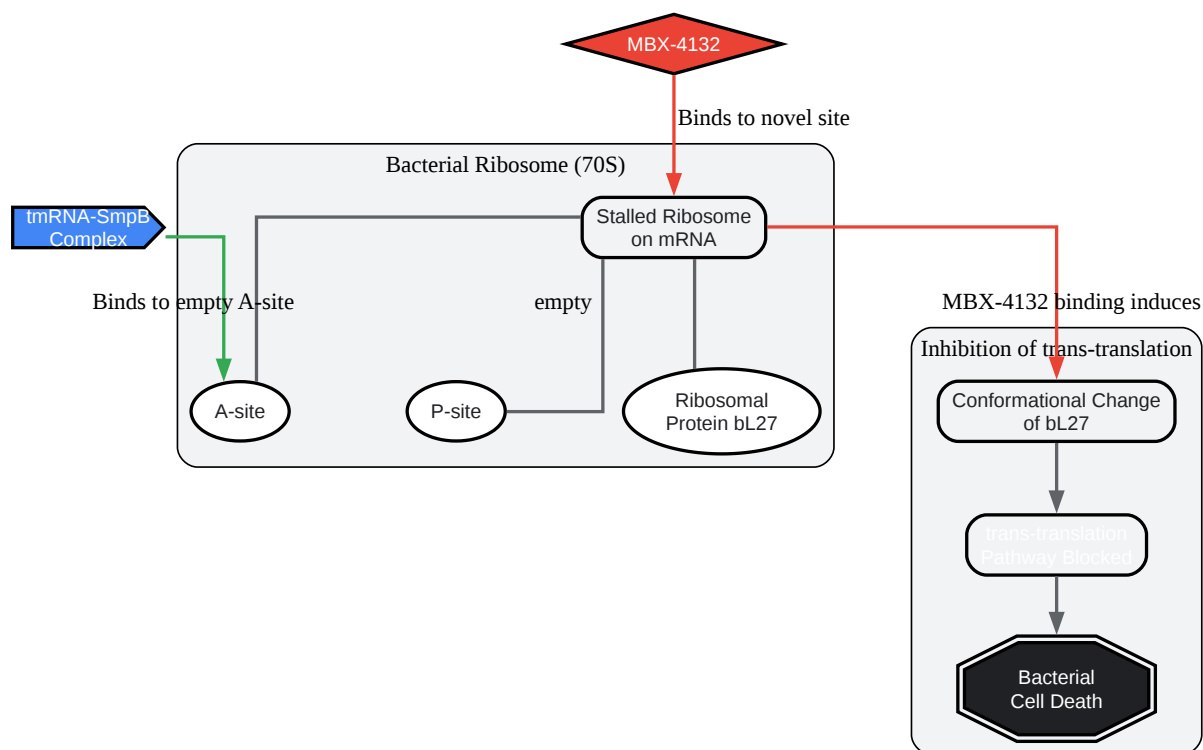 MBX-4132
Binds to novel site
Bacterial Ribosome (70S)
tmRNA-SmpB
Complex
Stalled Ribosome
on mRNA
Binds to empty A-site
empty
MBX-4132 binding induces
Inhibition of trans-translation
A-site
P-site
Ribosomal
Protein bL27
Conformational Change
of bL27
trans-translation
Pathway Blocked
Bacterial
Cell Death